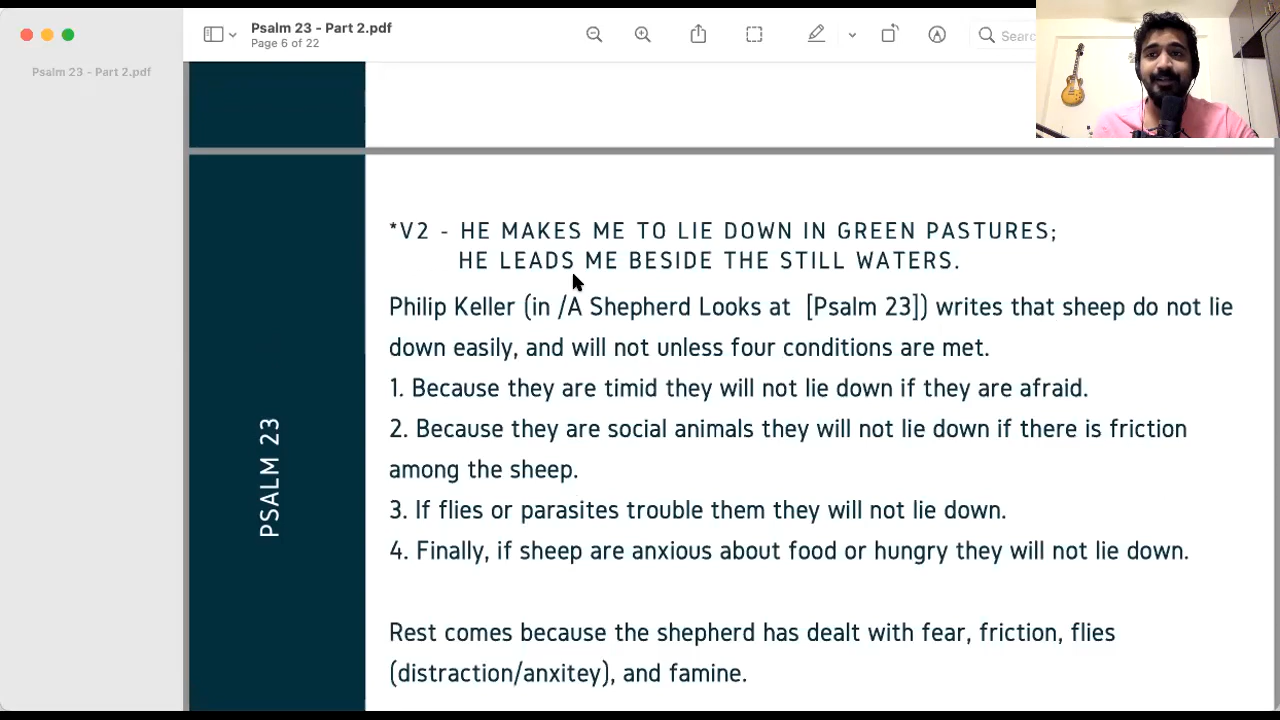 Psalm 23 - Part 2.pdf
Page 6 of 22
Searc
Psalm 23 - Part 2.pdf
*V2 - HE MAKES ME TO LIE DOWN IN GREEN PASTURES;
HE LEADS ME BESIDE THE STILL WATERS.
Philip Keller (in /A Shepherd Looks at [Psalm 23]) writes that sheep do not lie
down easily, and will not unless four conditions are met.
1. Because they are timid they will not lie down if they are afraid.
2. Because they are social animals they will not lie down if there is friction
among the sheep.
3. If flies or parasites trouble them they will not lie down.
4. Finally, if sheep are anxious about food or hungry they will not lie down.
Rest comes because the shepherd has dealt with fear, friction, flies
(distraction/anxitey), and famine.
PSALM 23